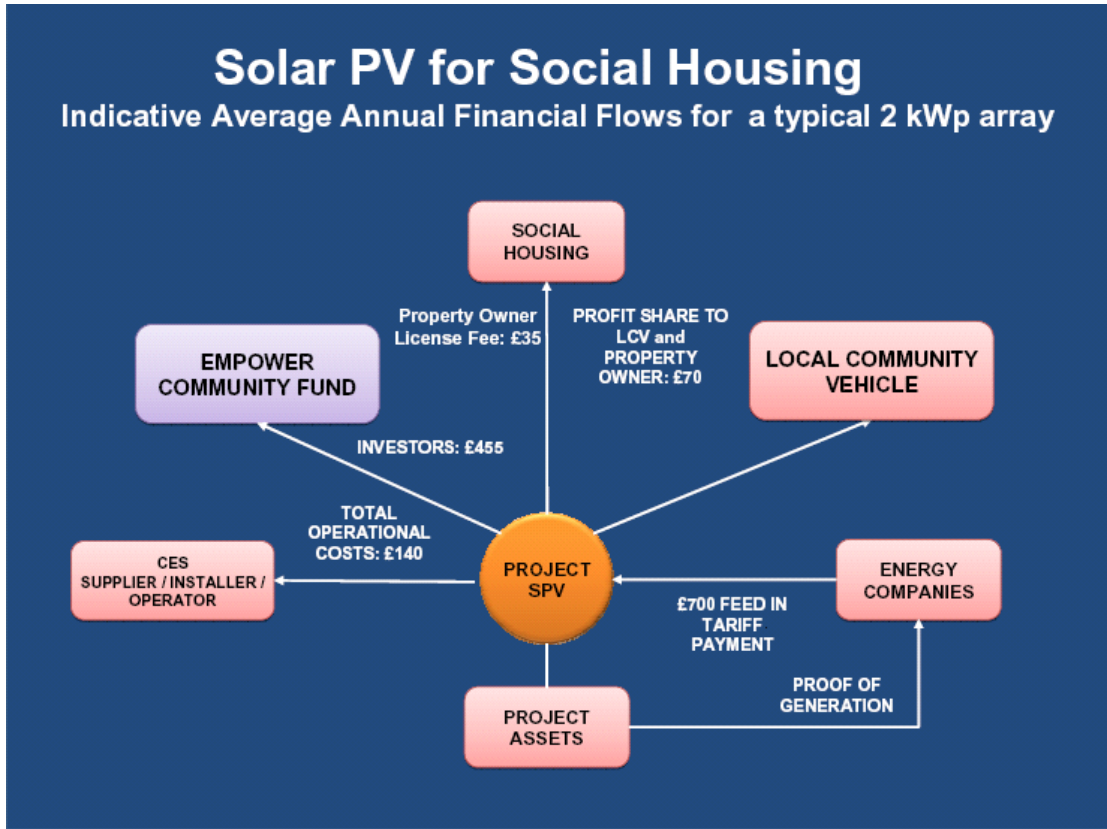 Solar PV for Social Housing
Indicative Average Annual Financial Flows for a typical 2 kWp array
SOCIAL
HOUSING
Property Owner
License Fee: £35
PROFIT SHARE TO
LCV and
PROPERTY
OWNER: £70
EMPOWER
COMMUNITY FUND
LOCAL COMMUNITY
VEHICLE
INVESTORS: £455
TOTAL
OPERATIONAL
COSTS: £140
CES
SUPPLIER / INSTALLER /
OPERATOR
PROJECT
SPV
ENERGY
COMPANIES
£700 FEED IN
TARIFF
PAYMENT
PROOF OF
GENERATION
PROJECT
ASSETS